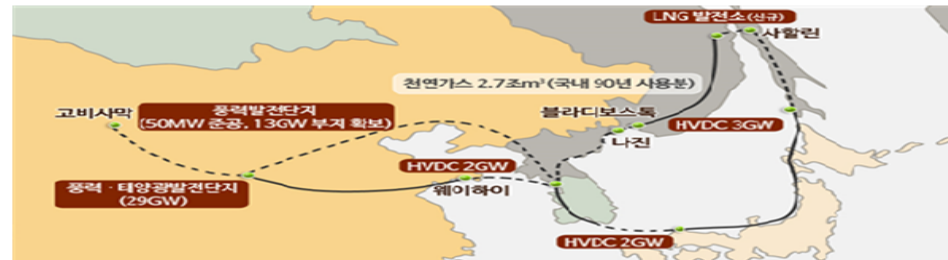 LNG 발전소(신규)
사할린
천연가스 2.7조m³(국내 90년 사용분)
고비사막
풍력발전단지
(50MW 준공, 13GW 부지 확보)
블라디보스톡
HVDC 3GW
나진
HVDC 2GW
웨이하이
풍력·태양광발전단지
(29GW)
HVDC 2GW